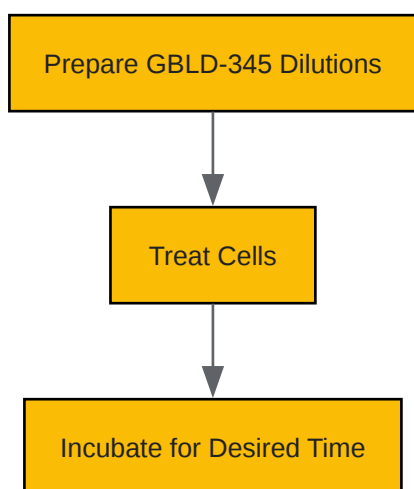 Prepare GBLD-345 Dilutions
Treat Cells
Incubate for Desired Time